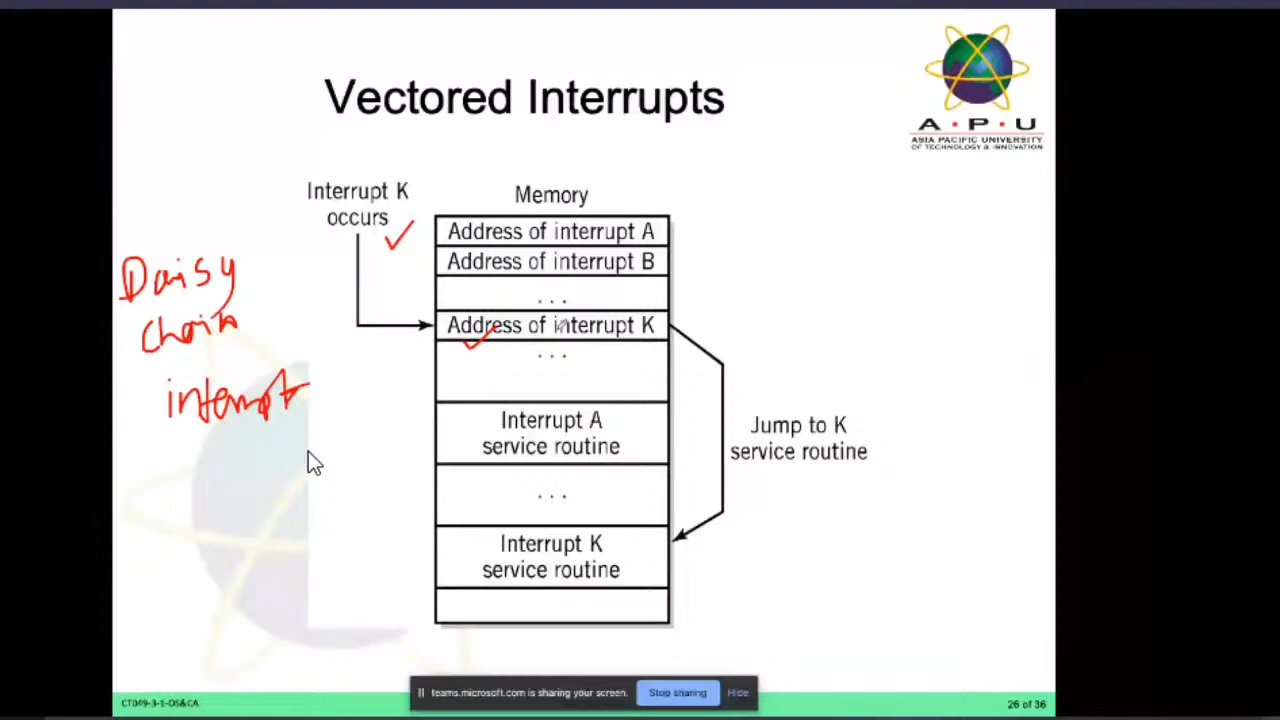 Vectored Interrupts
A·P·U
ASIA PACIFIC UNIVERSITY
OF TECHNOLOGY & INNOVATION
Interrupt K
occurs
Memory
Address of interrupt A
Address of interrupt B
...
Address of interrupt K
...
Interrupt A
service routine
...
Interrupt K
service routine
Jump to K
service routine
Daisy
chain
interrupt
teams.microsoft.com is sharing your screen.
Stop sharing
Hide
CT049-3-1-OS&CA
26 of 36